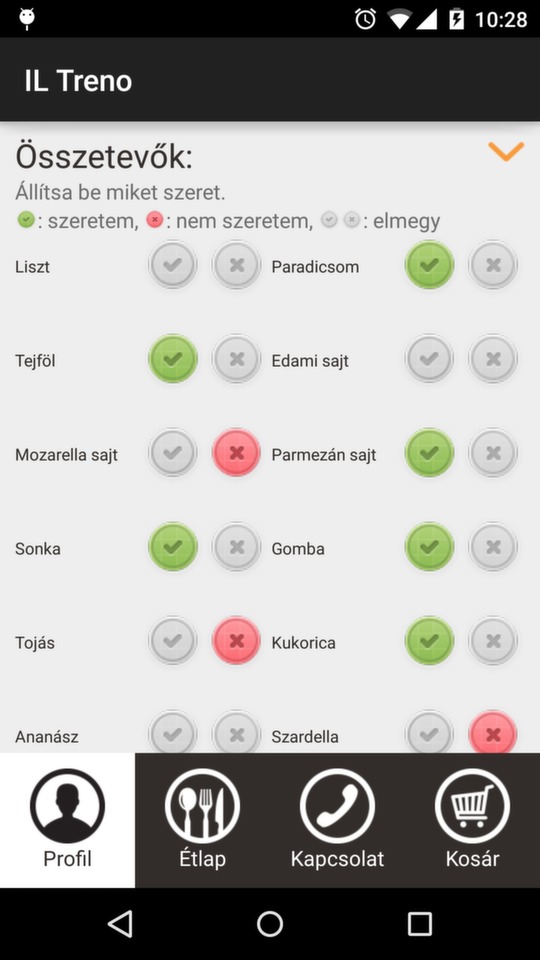 10:28
IL Treno
Összetevők:
Állítsa be miket szeret.
: szeretem, : nem szeretem, : elmegy
Liszt Paradicsom
Tejföl Edami sajt
Mozarella sajt Parmezán sajt
Sonka Gomba
Tojás Kukorica
Ananász Szardella
Profil Étlap Kapcsolat Kosár